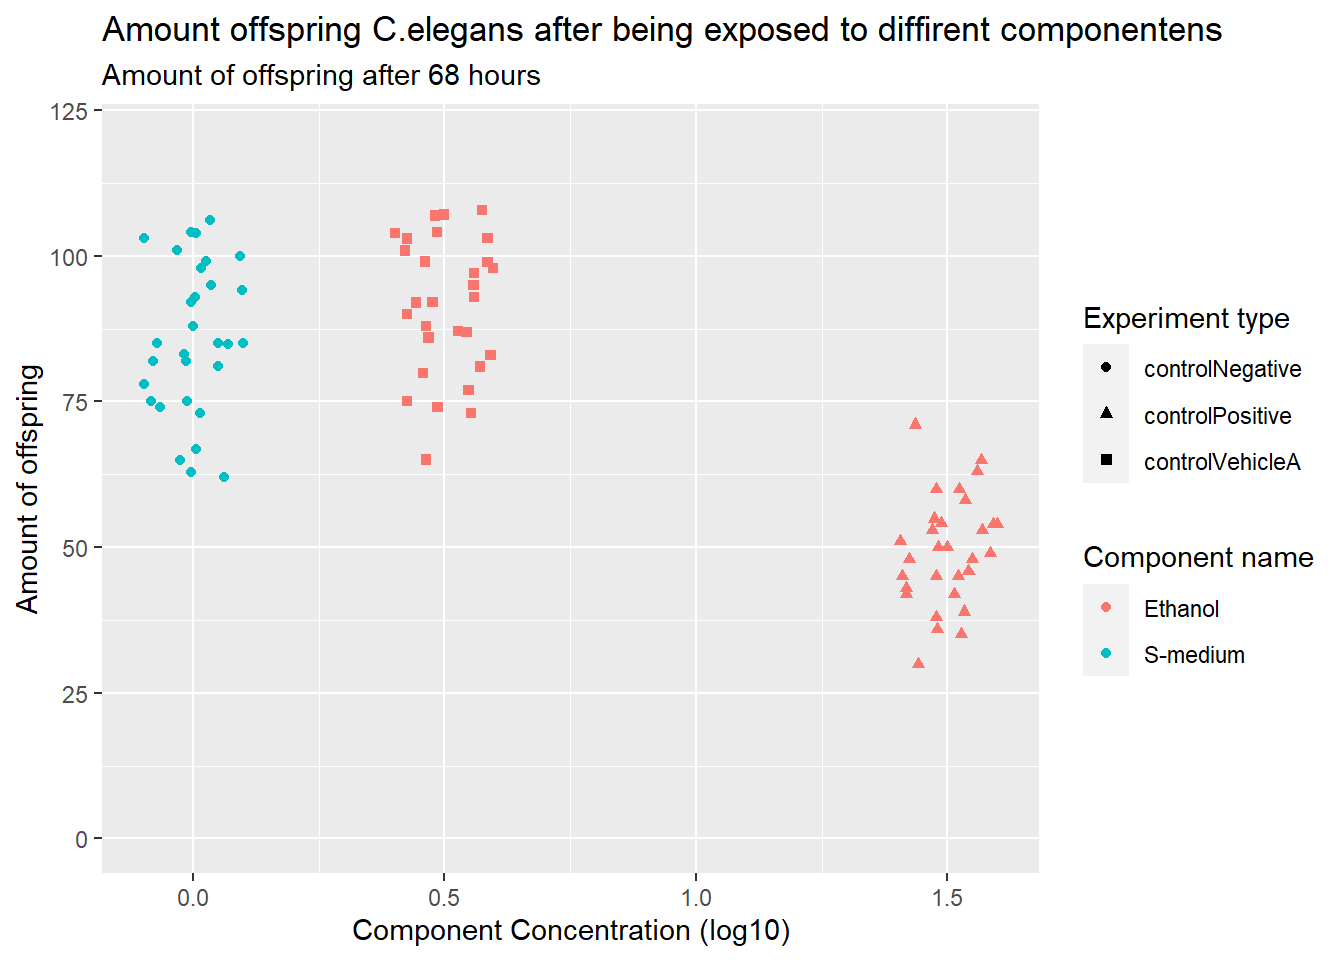 Amount offspring C.elegans after being exposed to diffirent componentens
Amount of offspring after 68 hours
125
100
75
50
25
0
Amount of offspring
0.0
0.5
1.0
1.5
Component Concentration (log10)
Experiment type
controlNegative
controlPositive
controlVehicleA
Component name
Ethanol
S-medium